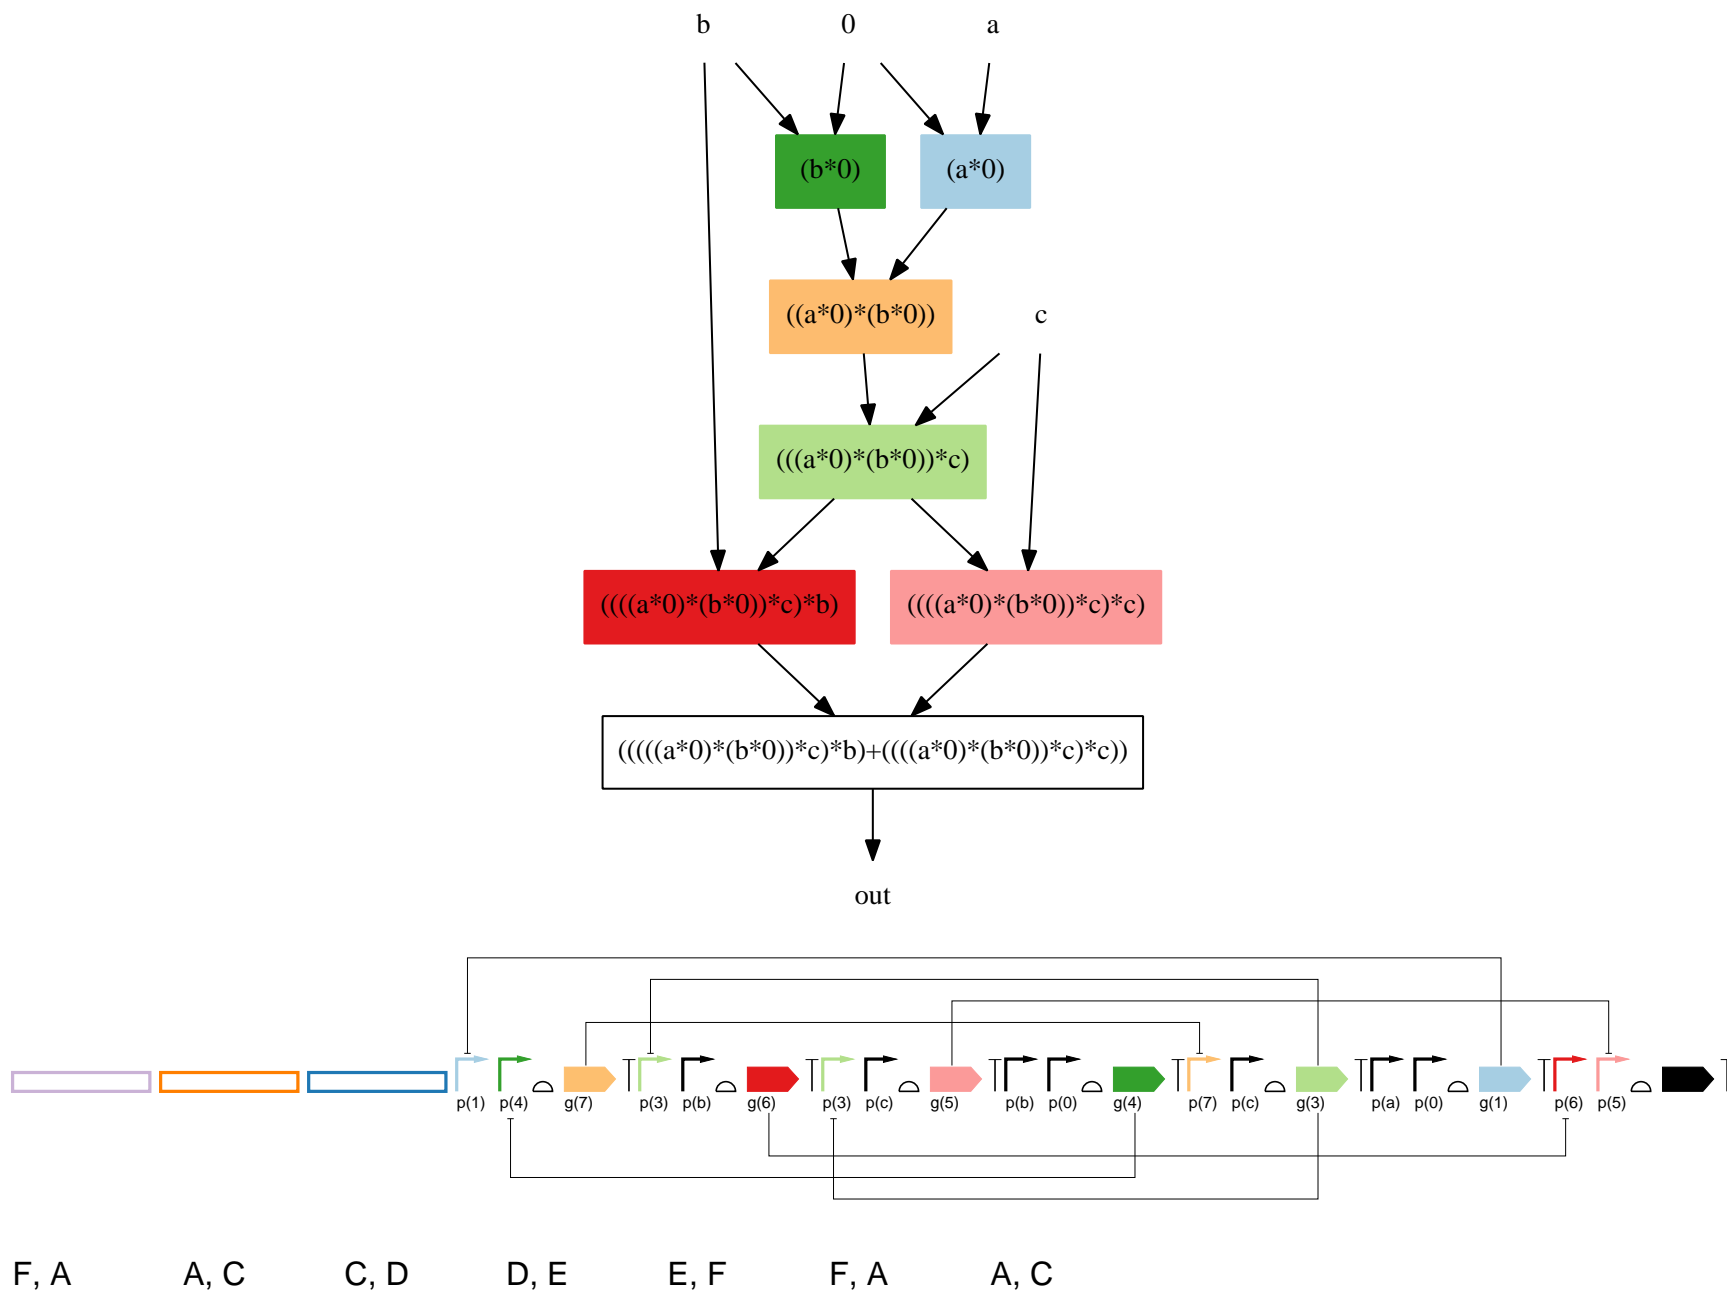 b 0 a
(b*0) (a*0)
((a*0)*(b*0)) c
(((a*0)*(b*0))*c)
((((a*0)*(b*0))*c)*b) ((((a*0)*(b*0))*c)*c)
(((((a*0)*(b*0))*c)*b)+((((a*0)*(b*0))*c)*c))
out
p(1) p(4) g(7) p(3) p(b) g(6) p(3) p(c) g(5) p(b) p(0) g(4) p(7) p(c) g(3) p(a) p(0) g(1) p(6) p(5)
F, A A, C C, D D, E E, F F, A A, C